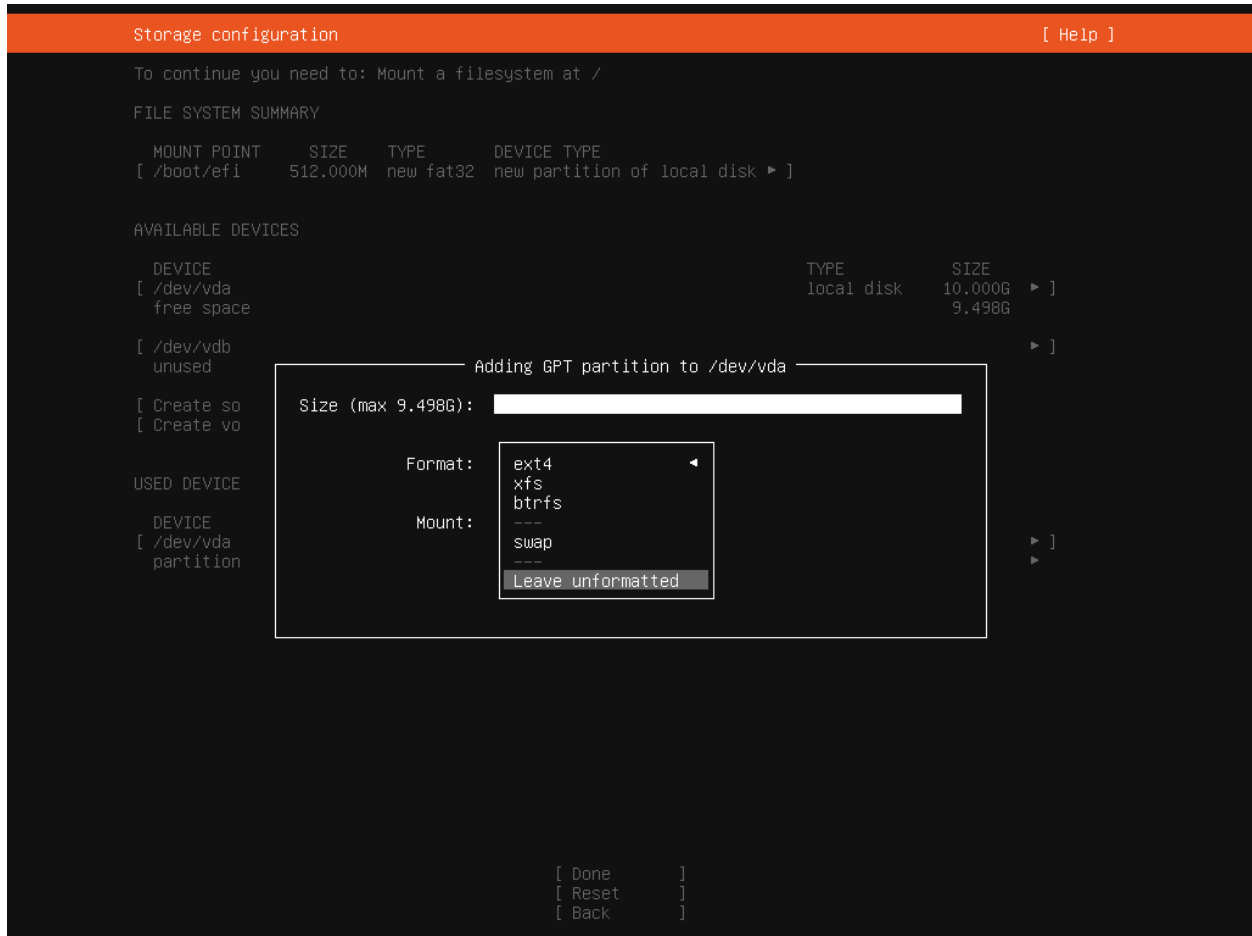 Storage configuration [ Help ]
To continue you need to: Mount a filesystem at /
FILE SYSTEM SUMMARY
MOUNT POINT SIZE TYPE DEVICE TYPE
[ /boot/efi 512.000M new fat32 new partition of local disk ▸ ]
AVAILABLE DEVICES
DEVICE TYPE SIZE
[ /dev/vda local disk 10.000G ▸ ]
free space 9.498G
[ /dev/vdb ▸ ]
unused
Adding GPT partition to /dev/vda
[ Create so
Size (max 9.498G):
[ Create vo
Format: ext4 ◂
USED DEVICE
xfs
btrfs
DEVICE
Mount: ---
[ /dev/vda swap ▸ ]
partition --- ▸
Leave unformatted
[ Done ]
[ Reset ]
[ Back ]